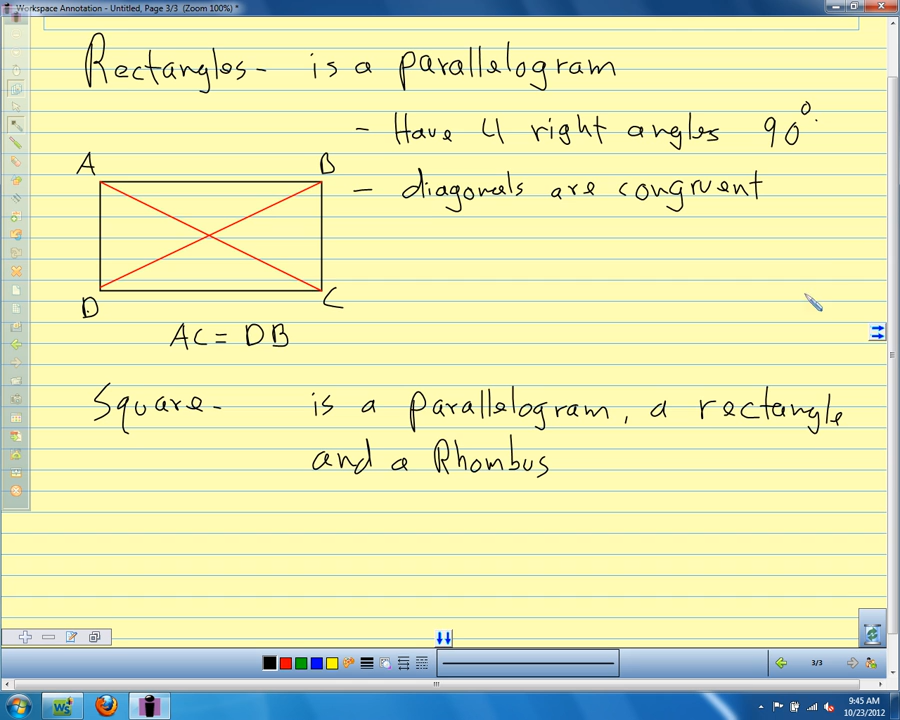 Workspace Annotation - Untitled, Page 3/3 (Zoom 100%) *
Rectangles- is a parallelogram
- Have 4 right angles 90°.
A B
- diagonals are congruent
D C
AC = DB
Square- is a parallelogram, a rectangle
and a Rhombus
3/3
9:45 AM
10/23/2012